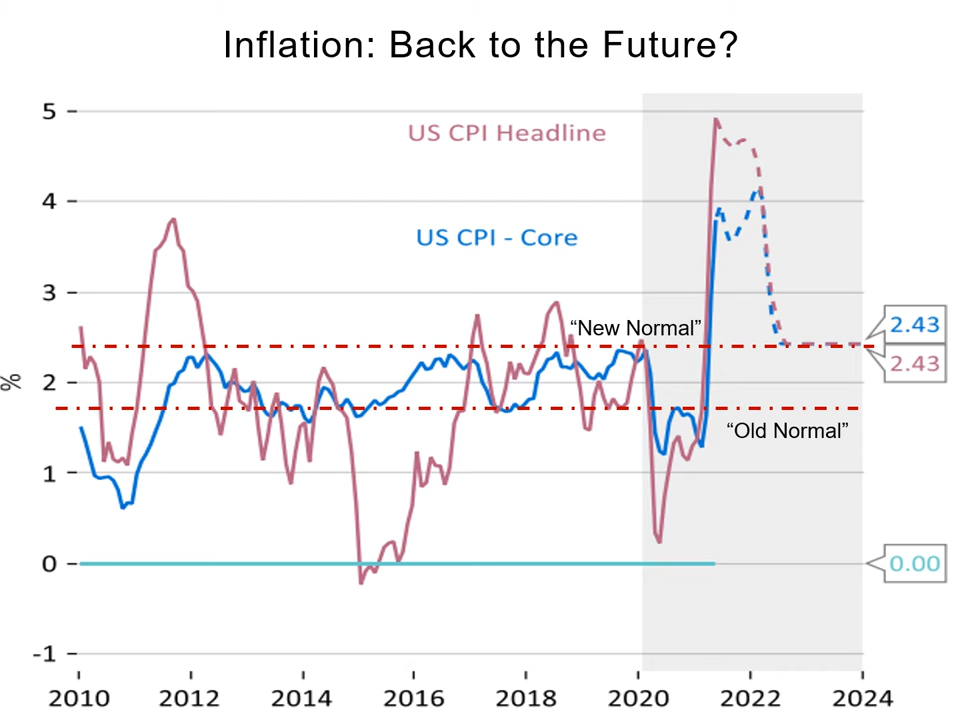 Inflation: Back to the Future?
5
US CPI Headline
4
US CPI - Core
3
"New Normal"
2.43
2.43
%
2
"Old Normal"
1
0
0.00
-1
2010 2012 2014 2016 2018 2020 2022 2024